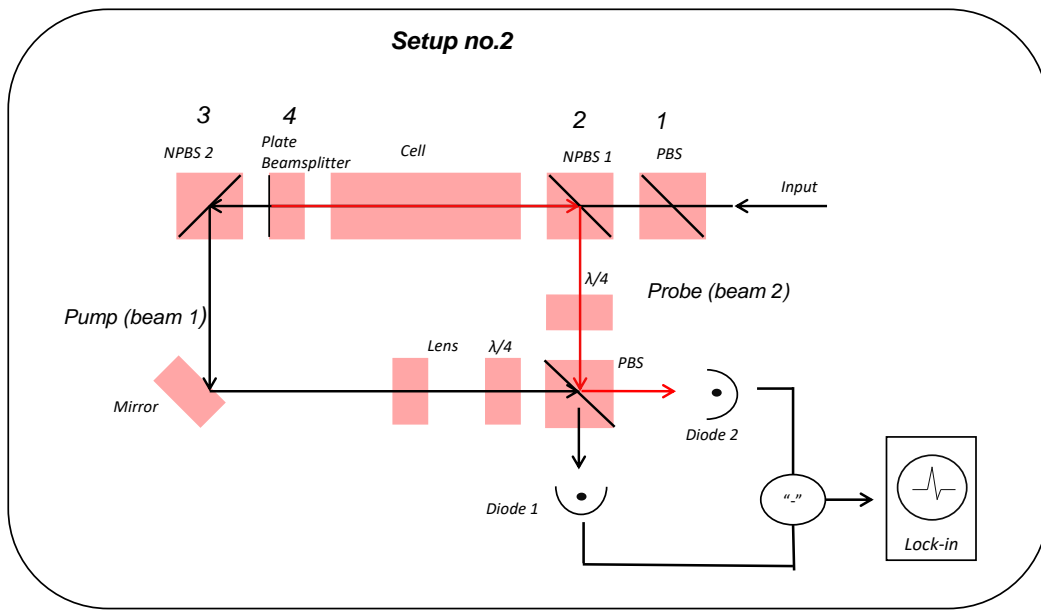 Setup no.2
3
4
2
1
NPBS 2
Plate
Beamsplitter
Cell
NPBS 1
PBS
Input
λ/4
Probe (beam 2)
Pump (beam 1)
Lens
λ/4
PBS
Mirror
Diode 2
Diode 1
“-”
Lock-in